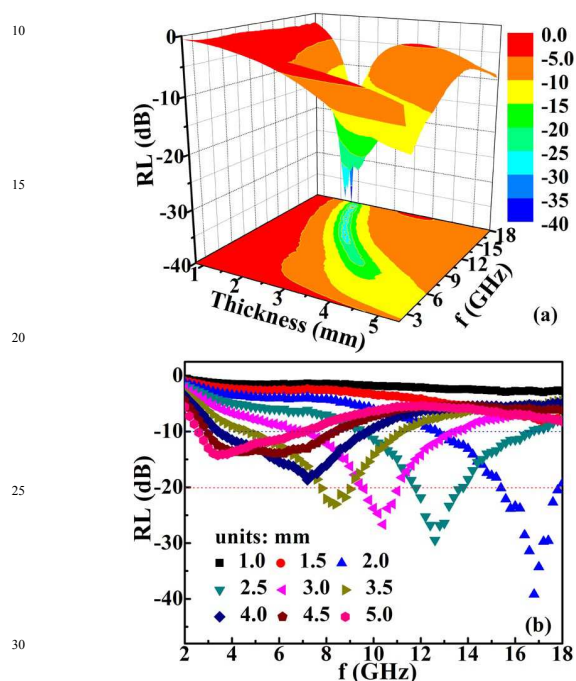 10
15
20
25
30
0
-10
-20
-30
-40
RL (dB)
1 2 3 4 5
Thickness (mm)
3 6 9 12 15 18
f (GHz)
0.0
-5.0
-10
-15
-20
-25
-30
-35
-40
(a)
0
-10
-20
-30
-40
RL (dB)
units: mm
1.0 1.5 2.0
2.5 3.0 3.5
4.0 4.5 5.0
(b)
2 4 6 8 10 12 14 16 18
f (GHz)